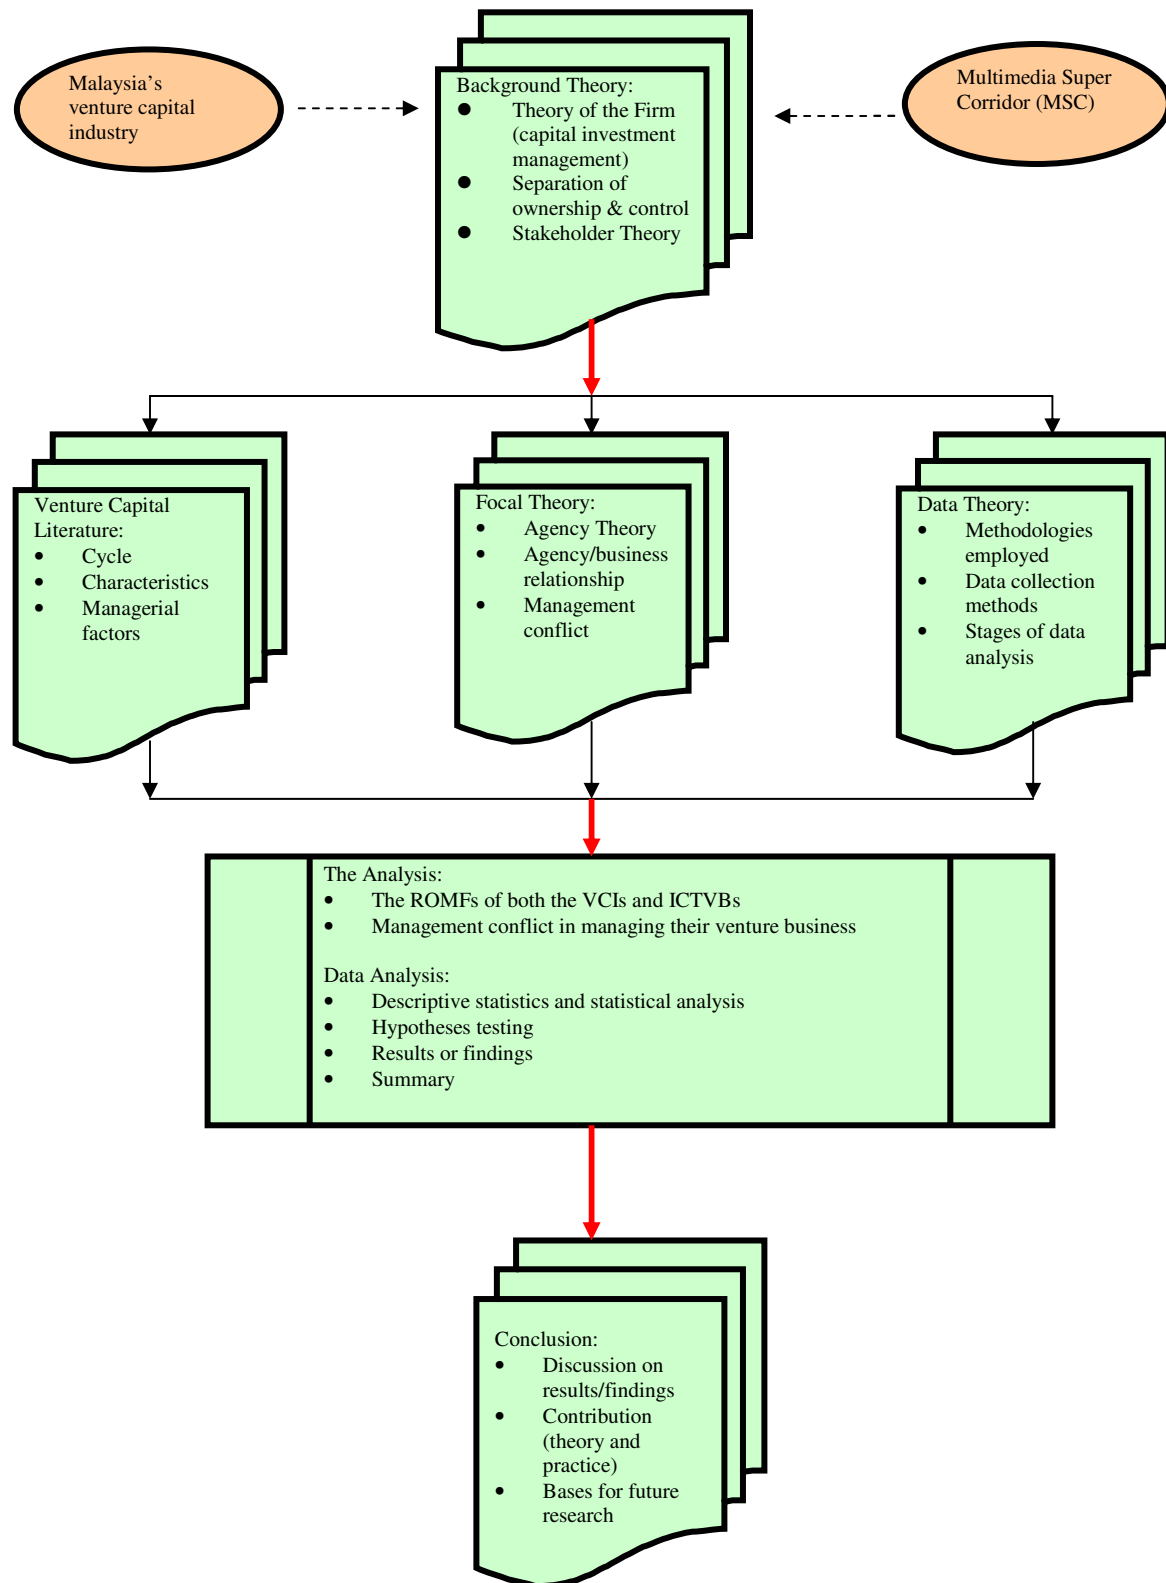 Malaysia’s
venture capital
industry
Multimedia Super
Corridor (MSC)
Background Theory:
● Theory of the Firm
(capital investment
management)
● Separation of
ownership & control
● Stakeholder Theory
Venture Capital
Literature:
• Cycle
• Characteristics
• Managerial
factors
Focal Theory:
• Agency Theory
• Agency/business
relationship
• Management
conflict
Data Theory:
• Methodologies
employed
• Data collection
methods
• Stages of data
analysis
The Analysis:
• The ROMFs of both the VCIs and ICTVBs
• Management conflict in managing their venture business
Data Analysis:
• Descriptive statistics and statistical analysis
• Hypotheses testing
• Results or findings
• Summary
Conclusion:
• Discussion on
results/findings
• Contribution
(theory and
practice)
• Bases for future
research